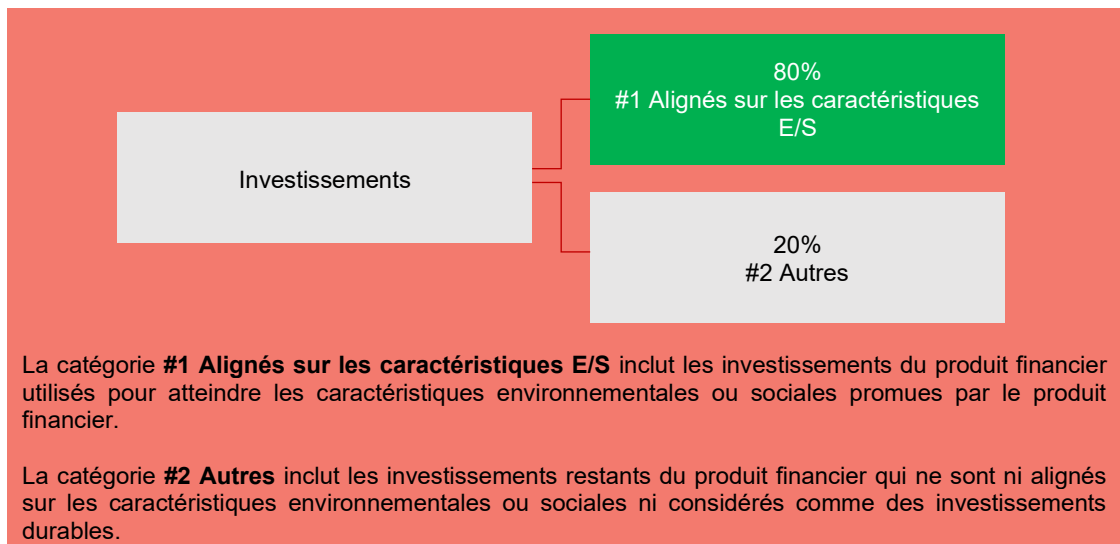 80%
#1 Alignés sur les caractéristiques
E/S
Investissements
20%
#2 Autres
La catégorie #1 Alignés sur les caractéristiques E/S inclut les investissements du produit financier
utilisés pour atteindre les caractéristiques environnementales ou sociales promues par le produit
financier.
La catégorie #2 Autres inclut les investissements restants du produit financier qui ne sont ni alignés
sur les caractéristiques environnementales ou sociales ni considérés comme des investissements
durables.